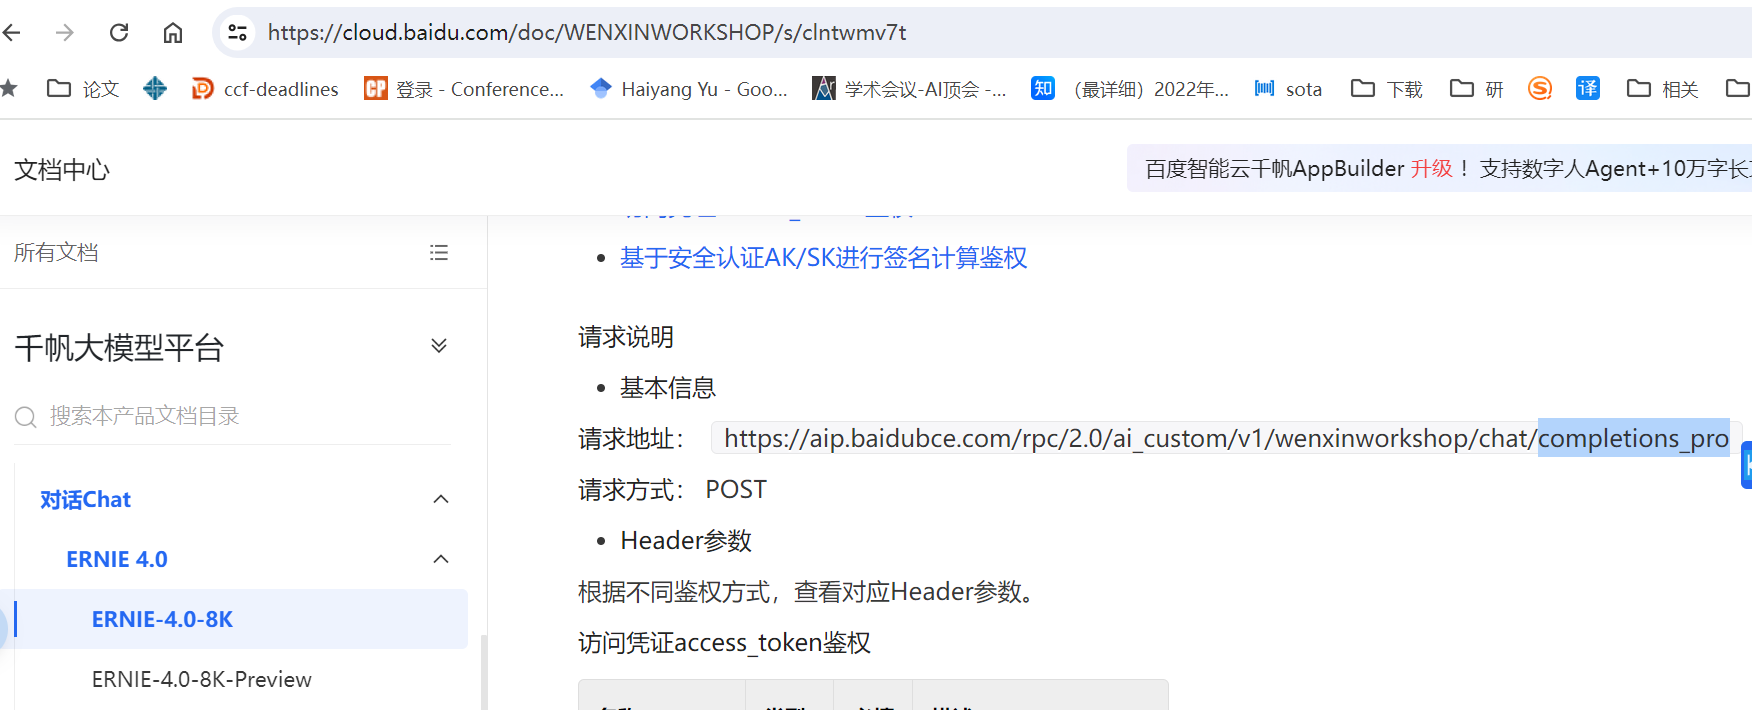 https://cloud.baidu.com/doc/WENXINWORKSHOP/s/clntwmv7t
论文 ccf-deadlines CP 登录 - Conference... Haiyang Yu - Goo... 学术会议-AI顶会 -... 知 （最详细）2022年... sota 下载 研 译 相关
文档中心
百度智能云千帆AppBuilder 升级！支持数字人Agent+10万字长
所有文档
基于安全认证AK/SK进行签名计算鉴权
千帆大模型平台
搜索本产品文档目录
对话Chat
ERNIE 4.0
ERNIE-4.0-8K
ERNIE-4.0-8K-Preview
请求说明
基本信息
请求地址： https://aip.baidubce.com/rpc/2.0/ai_custom/v1/wenxinworkshop/chat/completions_pro
请求方式： POST
Header参数
根据不同鉴权方式，查看对应Header参数。
访问凭证access_token鉴权